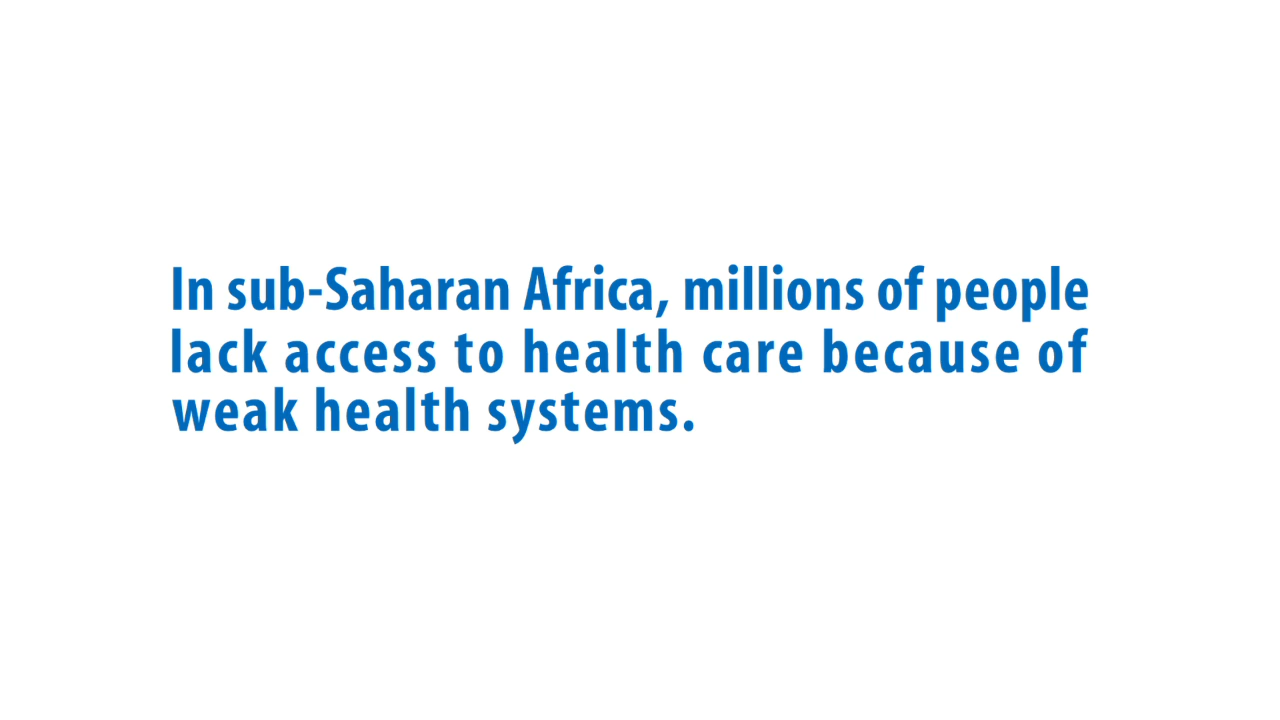 In sub-Saharan Africa, millions of people
lack access to health care because of
weak health systems.